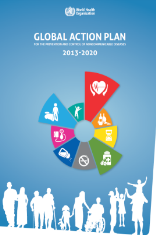 World Health
Organization
GLOBAL ACTION PLAN
FOR THE PREVENTION AND CONTROL OF NONCOMMUNICABLE DISEASES
2013-2020